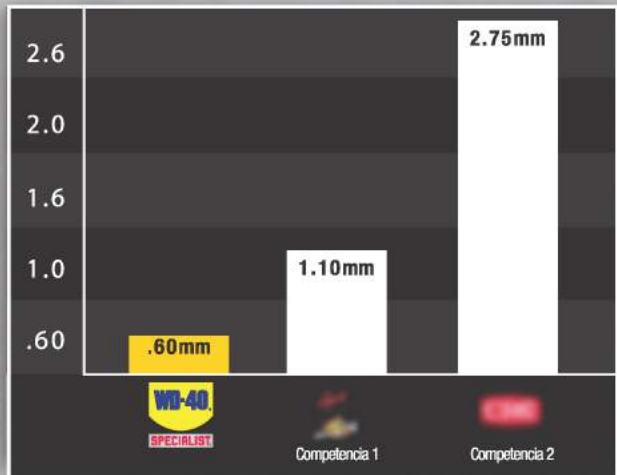 2.6
2.0
1.6
1.0
.60
2.75mm
1.10mm
.60mm
WD-40
SPECIALIST
Competencia 1
Competencia 2